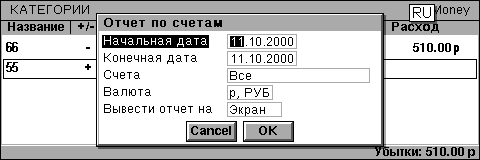 КАТЕГОРИИ
RU
Money
Название +/-
Расход
66 - 510.00 р
55 +
Отчет по счетам
Начальная дата 11.10.2000
Конечная дата 11.10.2000
Счета Все
Валюта р, РУБ
Вывести отчет на Экран
Cancel OK
Убытки: 510.00 р